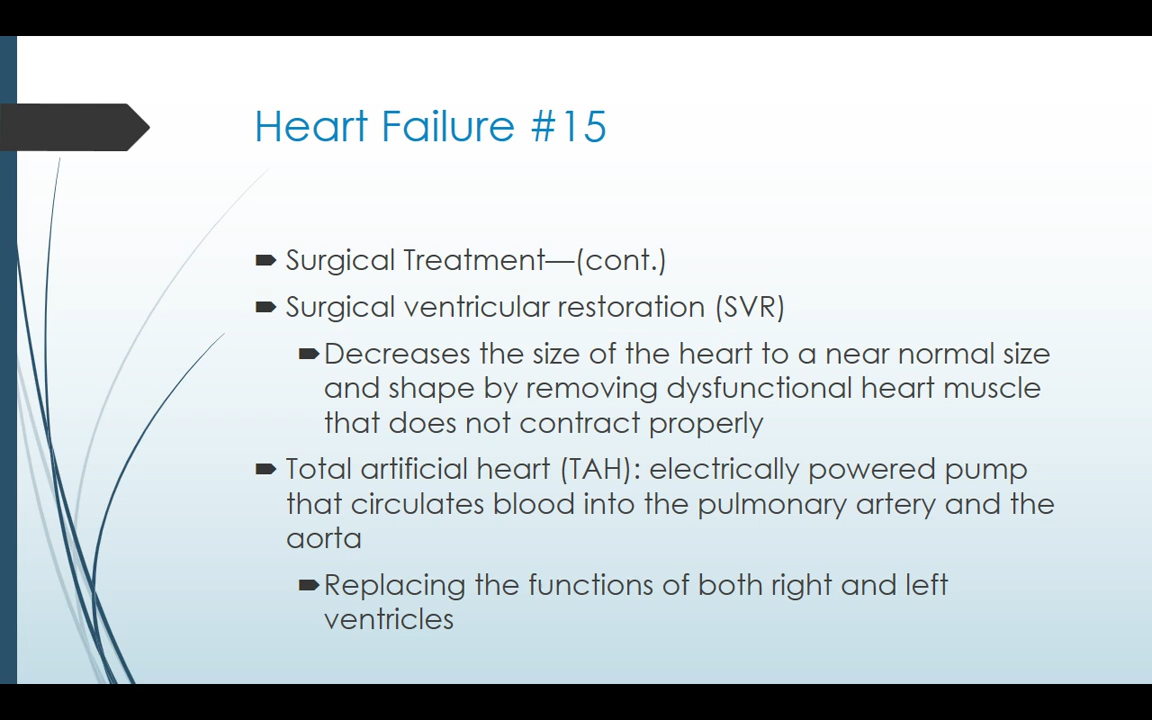 Heart Failure #15
Surgical Treatment—(cont.)
Surgical ventricular restoration (SVR)
Decreases the size of the heart to a near normal size
and shape by removing dysfunctional heart muscle
that does not contract properly
Total artificial heart (TAH): electrically powered pump
that circulates blood into the pulmonary artery and the
aorta
Replacing the functions of both right and left
ventricles